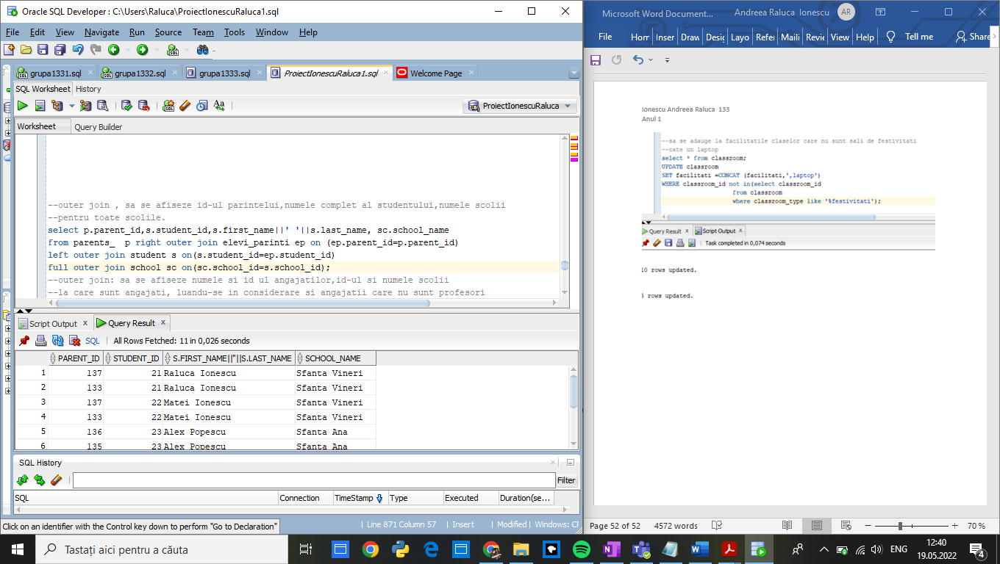 Oracle SQL Developer : C:\Users\Raluca\ProiectIonescuRaluca1.sql
File Edit View Navigate Run Source Team Tools Window Help
grupa1331.sql grupa1332.sql grupa1333.sql ProiectIonescuRaluca1.sql Welcome Page
SQL Worksheet History
ProiectIonescuRaluca
Worksheet Query Builder
--outer join , sa se afiseze id-ul parintelui,numele complet al studentului,numele scolii
--pentru toate scolile.
select p.parent_id,s.student_id,s.first_name||' '||s.last_name, sc.school_name
from parents_ p right outer join elevi_parinti ep on (ep.parent_id=p.parent_id)
left outer join student s on(s.student_id=ep.student_id)
full outer join school sc on(sc.school_id=s.school_id);
--outer join: sa se afiseze numele si id ul angajatilor,id-ul si numele scolii
--la care sunt angajati, luandu-se in considerare si angajatii care nu sunt profesori
Script Output x Query Result x
SQL | All Rows Fetched: 11 in 0,026 seconds
PARENT_ID STUDENT_ID S.FIRST_NAME||''||S.LAST_NAME SCHOOL_NAME
1 137 21 Raluca Ionescu Sfanta Vineri
2 133 21 Raluca Ionescu Sfanta Vineri
3 137 22 Matei Ionescu Sfanta Vineri
4 133 22 Matei Ionescu Sfanta Vineri
5 136 23 Alex Popescu Sfanta Ana
6 135 23 Alex Popescu Sfanta Ana
SQL History
Filter
SQL Connection TimeStamp Type Executed Duration(se...
Click on an identifier with the Control key down to perform "Go to Declaration"
| Line 871 Column 57 | Insert | Modified | Windows: CF
Microsoft Word Document... Andreea Raluca Ionescu AR
File Hom Inser Draw Desig Layo Refer Maili Revie View Help Tell me Share
Ionescu Andreea Raluca 133
Anul 1
--sa se adauge la facilitatile claselor care nu sunt sali de festivitati
--cate un laptop
select * from classroom;
UPDATE classroom
SET facilitati =CONCAT (facilitati,',laptop')
WHERE classroom_id not in(select classroom_id
from classroom
where classroom_type like '%festivitati');
Query Result x Script Output x
| Task completed in 0,074 seconds
10 rows updated.
5 rows updated.
Page 52 of 52 4572 words 70 %
Tastați aici pentru a căuta
ENG 12:40
19.05.2022
4